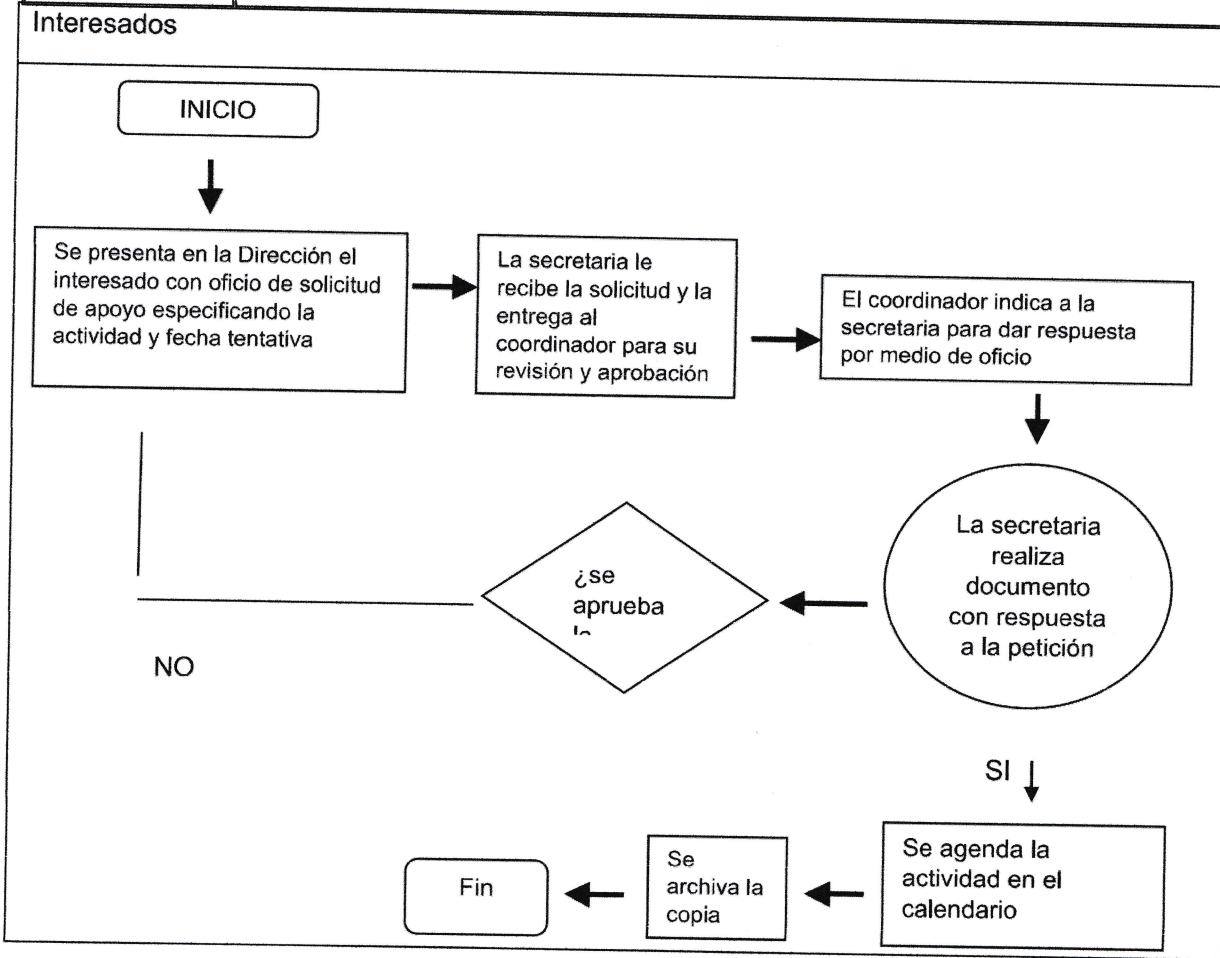 Interesados
INICIO
Se presenta en la Dirección el
interesado con oficio de solicitud
de apoyo especificando la
actividad y fecha tentativa
La secretaria le
recibe la solicitud y la
entrega al
coordinador para su
revisión y aprobación
El coordinador indica a la
secretaria para dar respuesta
por medio de oficio
La secretaria
realiza
documento
con respuesta
a la petición
¿se
aprueba
NO
SI
Se agenda la
actividad en el
calendario
Se
archiva la
copia
Fin